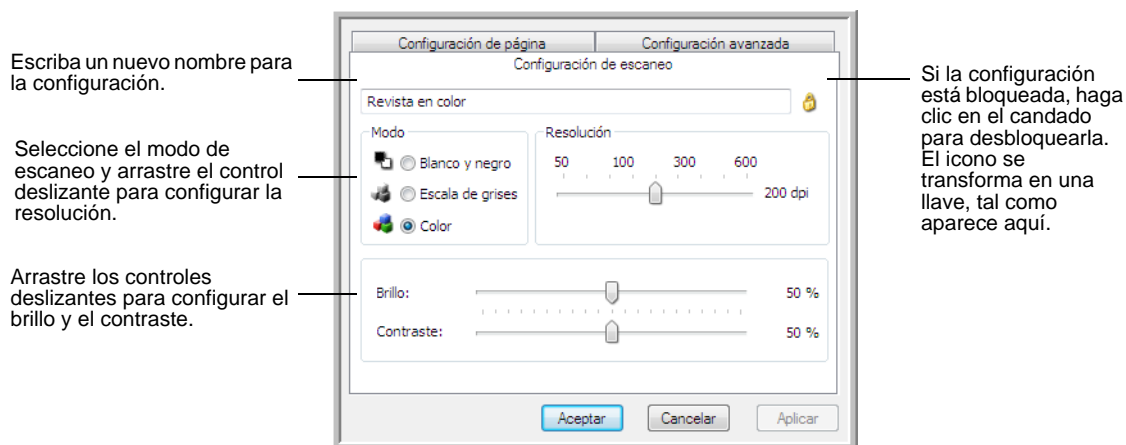 Configuración de página
Configuración avanzada
Configuración de escaneo
Escriba un nuevo nombre para
la configuración.
Revista en color
Si la configuración
está bloqueada, haga
clic en el candado
para desbloquearla.
El icono se
transforma en una
llave, tal como
aparece aquí.
Seleccione el modo de
escaneo y arrastre el control
deslizante para configurar la
resolución.
Modo
Blanco y negro
Escala de grises
Color
Resolución
50 100 300 600
200 dpi
Arrastre los controles
deslizantes para configurar el
brillo y el contraste.
Brillo: 50 %
Contraste: 50 %
Aceptar
Cancelar
Aplicar